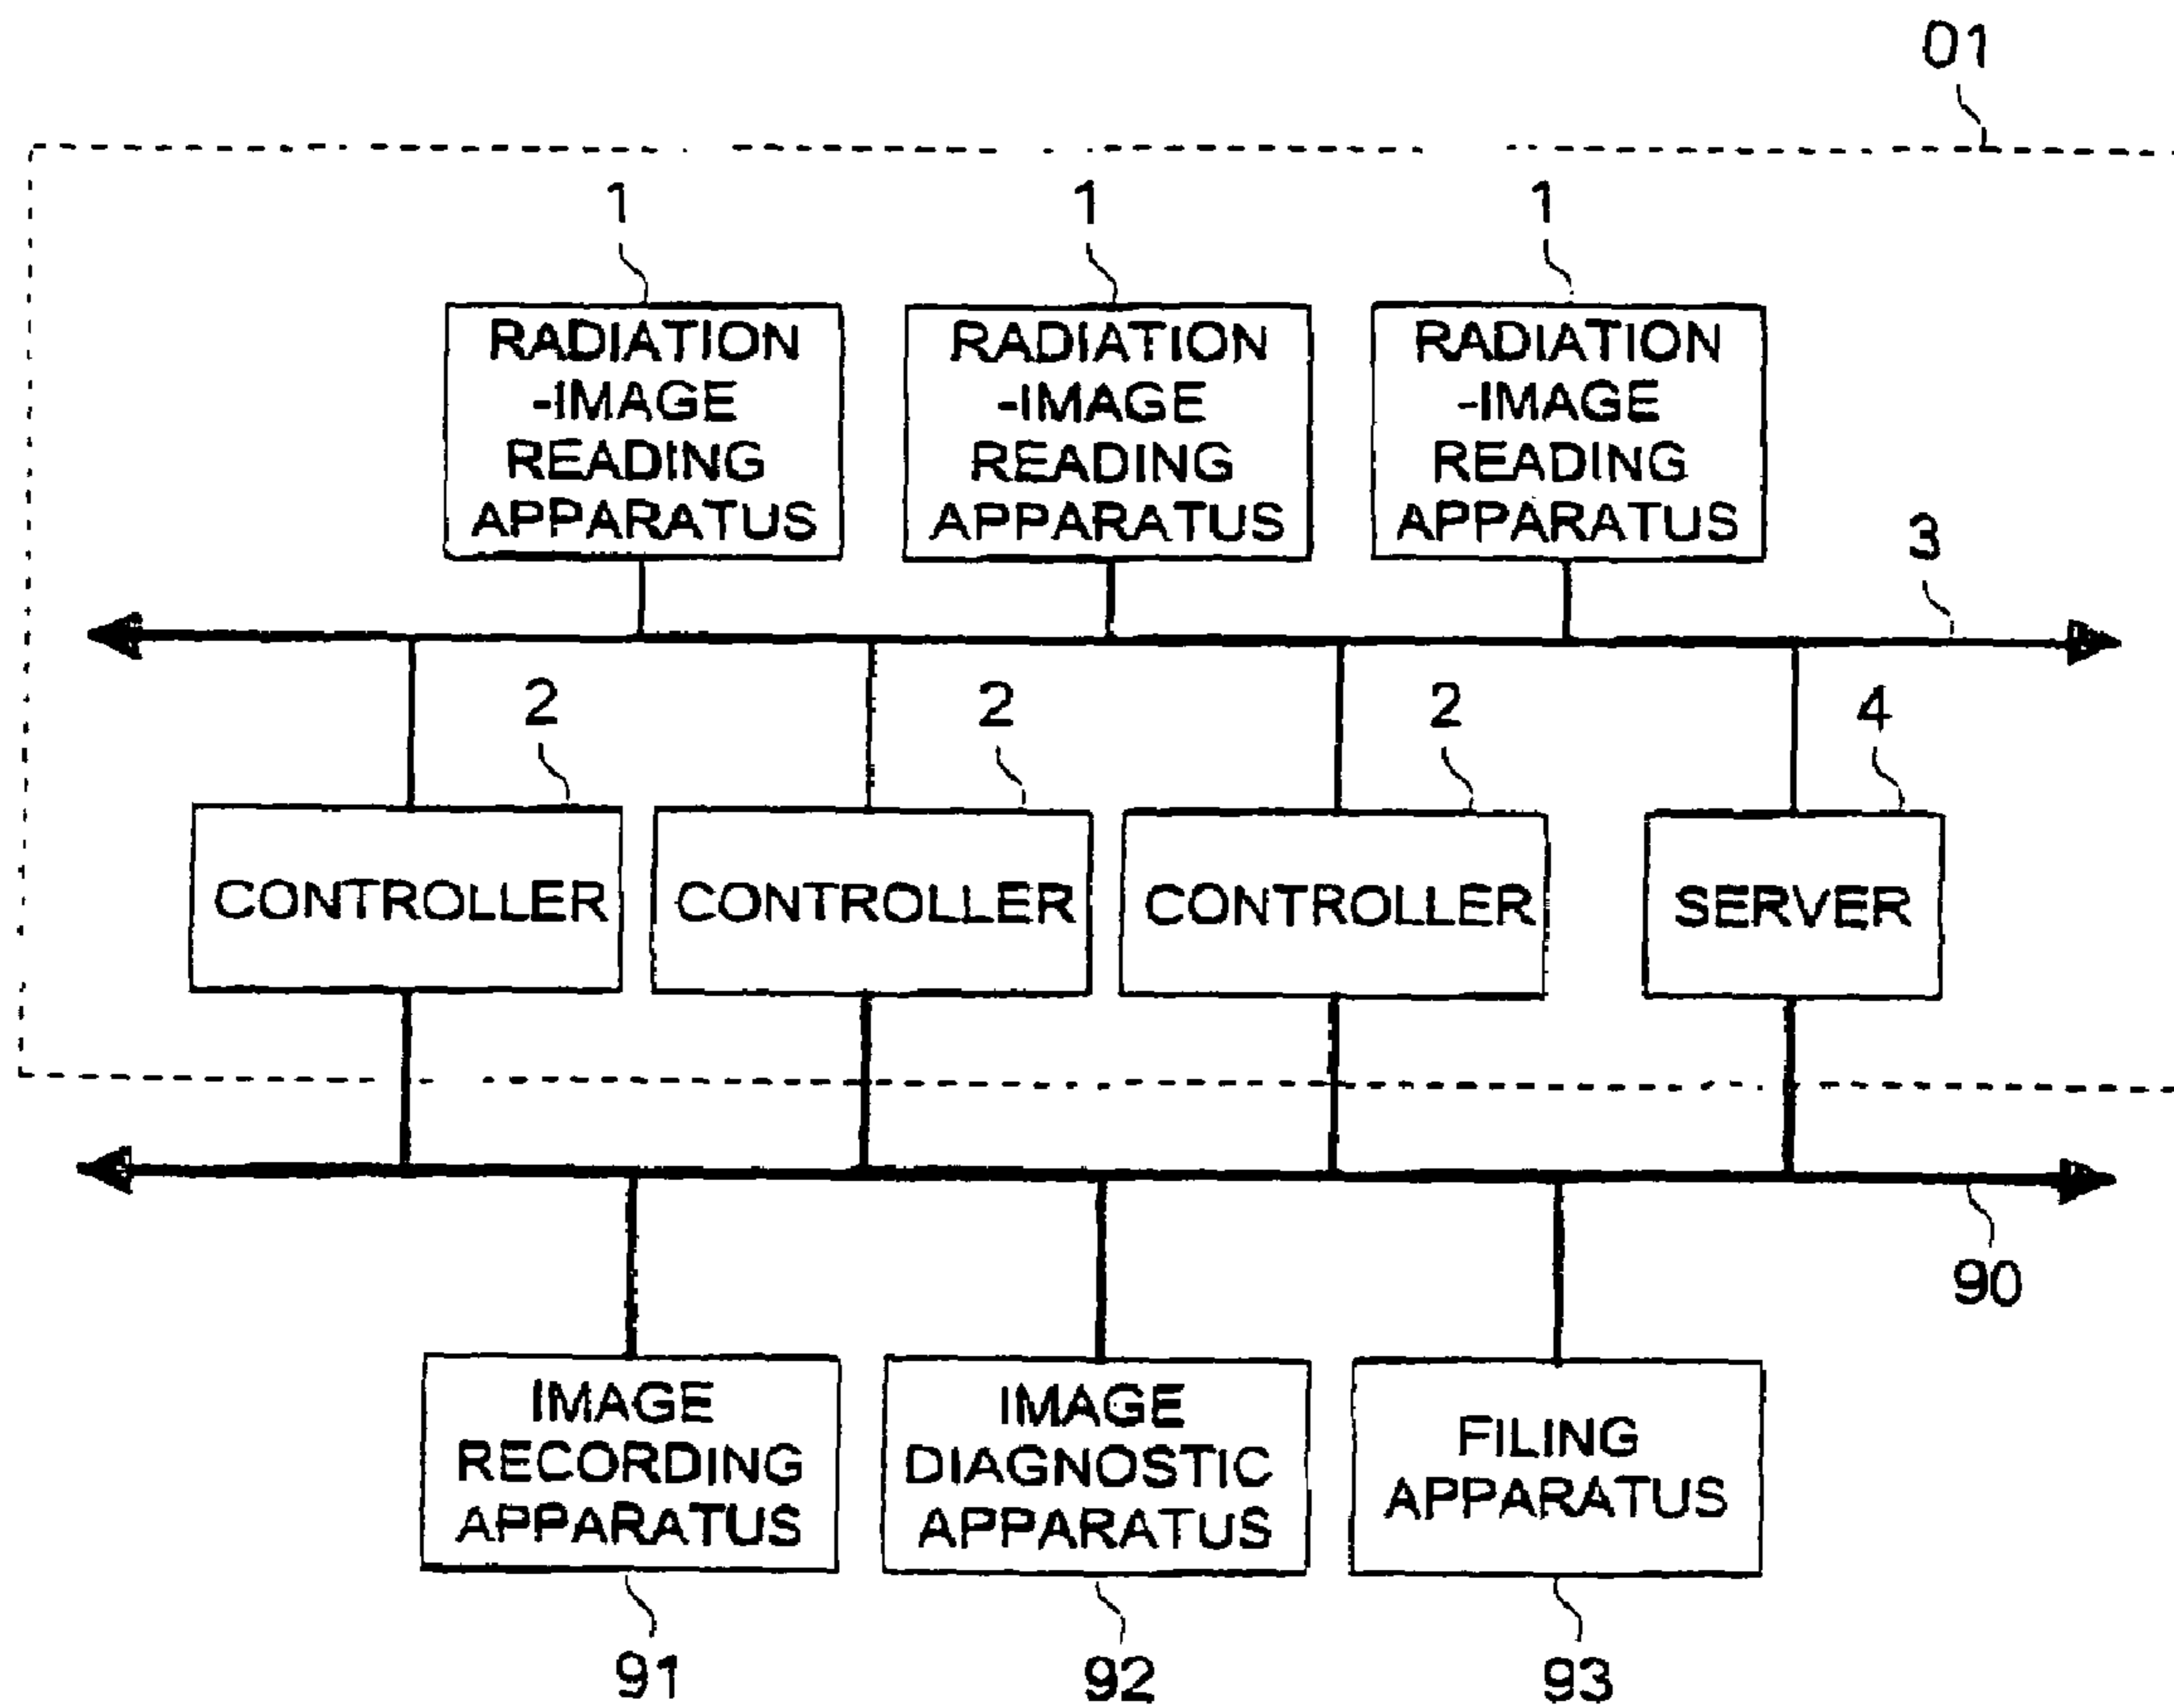 01
1 1 1
RADIATION
-IMAGE
READING
APPARATUS
RADIATION
-IMAGE
READING
APPARATUS
RADIATION
-IMAGE
READING
APPARATUS
3
2 2 2 4
CONTROLLER
CONTROLLER
CONTROLLER
SERVER
90
IMAGE
RECORDING
APPARATUS
IMAGE
DIAGNOSTIC
APPARATUS
FILING
APPARATUS
91 92 93